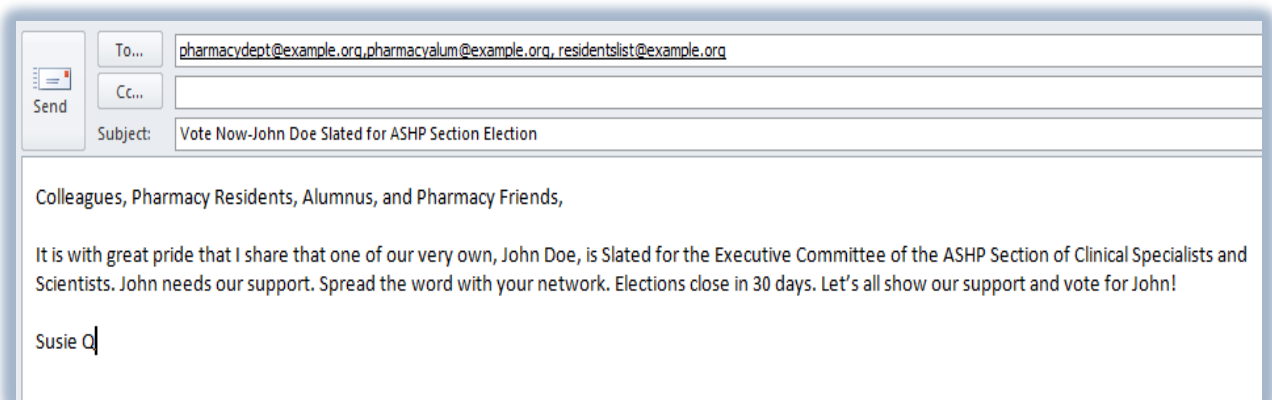 To...
pharmacydept@example.org,pharmacyalum@example.org, residentslist@example.org
Send
Cc...
Subject:
Vote Now-John Doe Slated for ASHP Section Election
Colleagues, Pharmacy Residents, Alumnus, and Pharmacy Friends,
It is with great pride that I share that one of our very own, John Doe, is Slated for the Executive Committee of the ASHP Section of Clinical Specialists and
Scientists. John needs our support. Spread the word with your network. Elections close in 30 days. Let’s all show our support and vote for John!
Susie Q